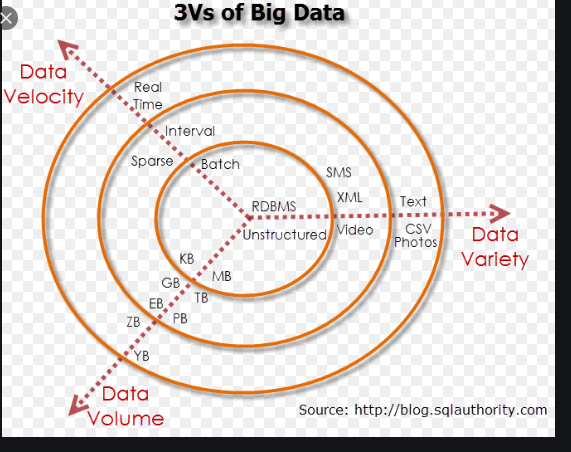 3Vs of Big Data
Data
Velocity
Real
Time
Interval
Sparse
Batch
SMS
XML
RDBMS
Text
Unstructured
Video
CSV
Photos
Data
Variety
KB
MB
GB
TB
EB
PB
ZB
YB
Data
Volume
Source: http://blog.sqlauthority.com